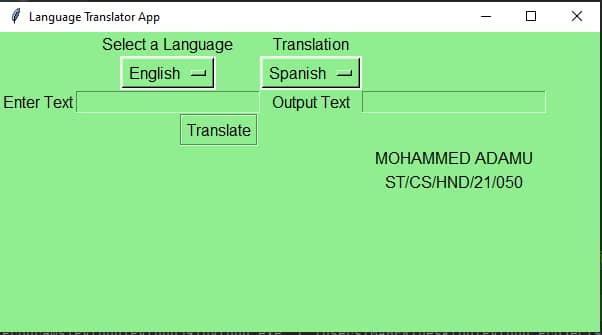 Language Translator App
Select a Language Translation
English Spanish
Enter Text Output Text
Translate
MOHAMMED ADAMU
ST/CS/HND/21/050